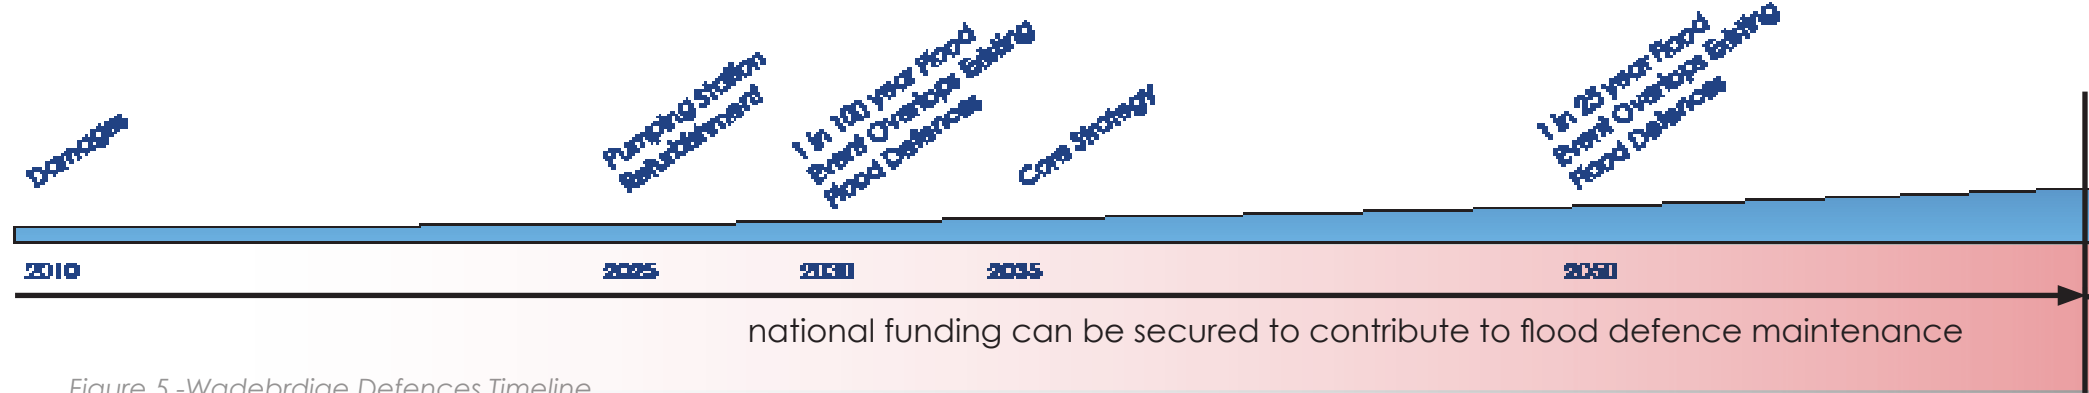 Damages
Pumping Station
Refurbishment
1 in 100 year Flood
Event Overtops Existing
Flood Defences
Core Strategy
1 in 25 year Flood
Event Overtops Existing
Flood Defences
2010
2025
2030
2035
2050
national funding can be secured to contribute to flood defence maintenance
Figure 5 -Wadebrdige Defences Timeline